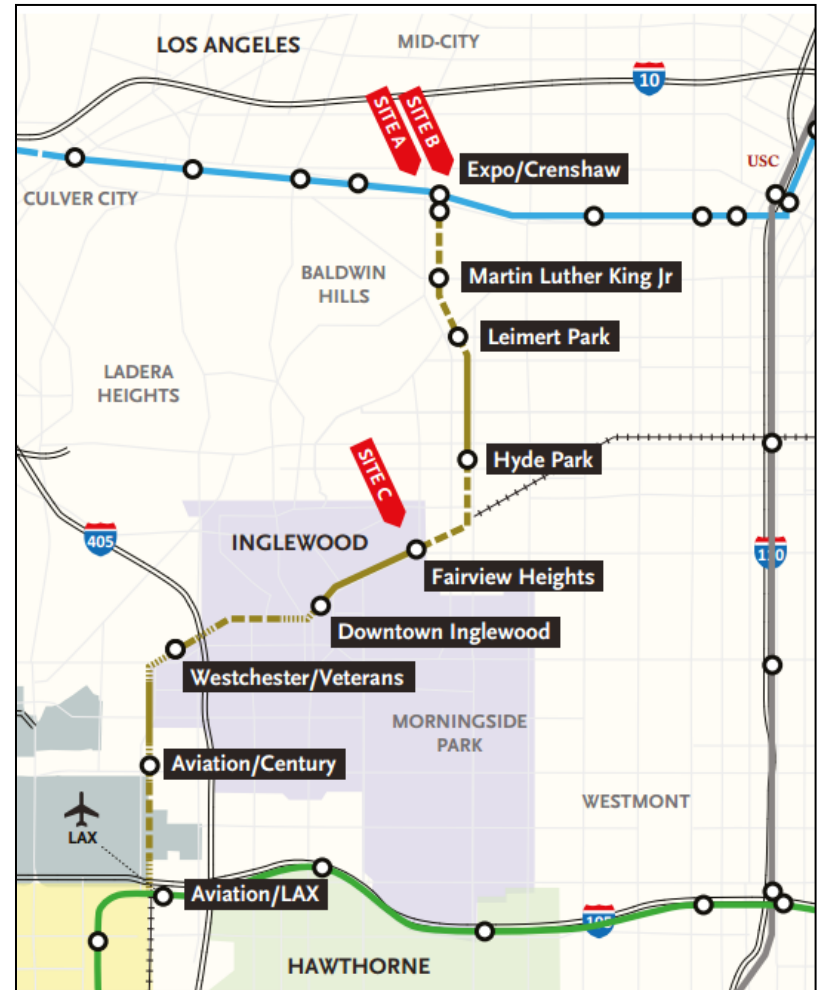 LOS ANGELES
MID-CITY
10
SITE A
SITE B
Expo/Crenshaw
USC
CULVER CITY
BALDWIN
HILLS
Martin Luther King Jr
Leimert Park
LADERA
HEIGHTS
Hyde Park
SITE C
405
INGLEWOOD
110
Fairview Heights
Downtown Inglewood
Westchester/Veterans
MORNINGSIDE
PARK
Aviation/Century
WESTMONT
LAX
Aviation/LAX
105
HAWTHORNE